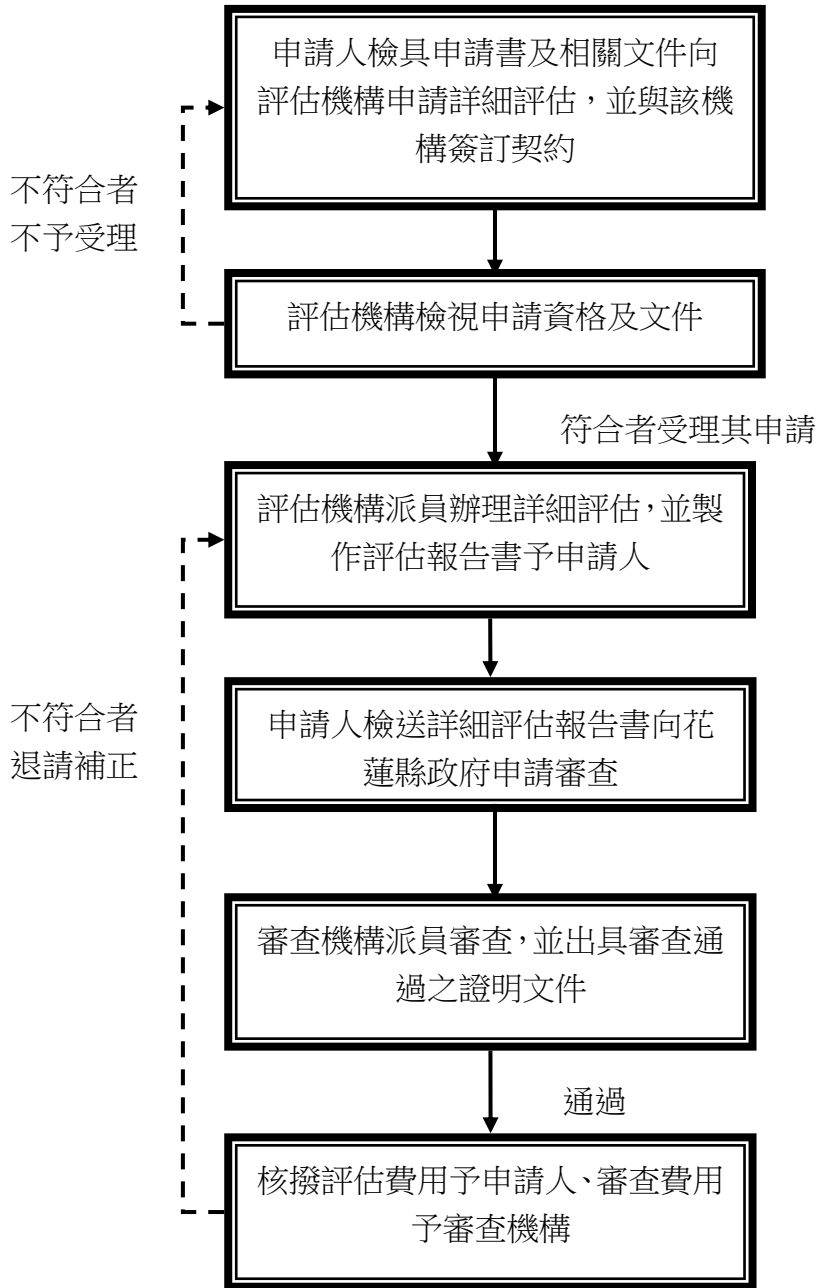 申請人檢具申請書及相關文件向
評估機構申請詳細評估，並與該機
構簽訂契約
不符合者
不予受理
評估機構檢視申請資格及文件
符合者受理其申請
評估機構派員辦理詳細評估，並製
作評估報告書予申請人
不符合者
退請補正
申請人檢送詳細評估報告書向花
蓮縣政府申請審查
審查機構派員審查，並出具審查通
過之證明文件
通過
核撥評估費用予申請人、審查費用
予審查機構